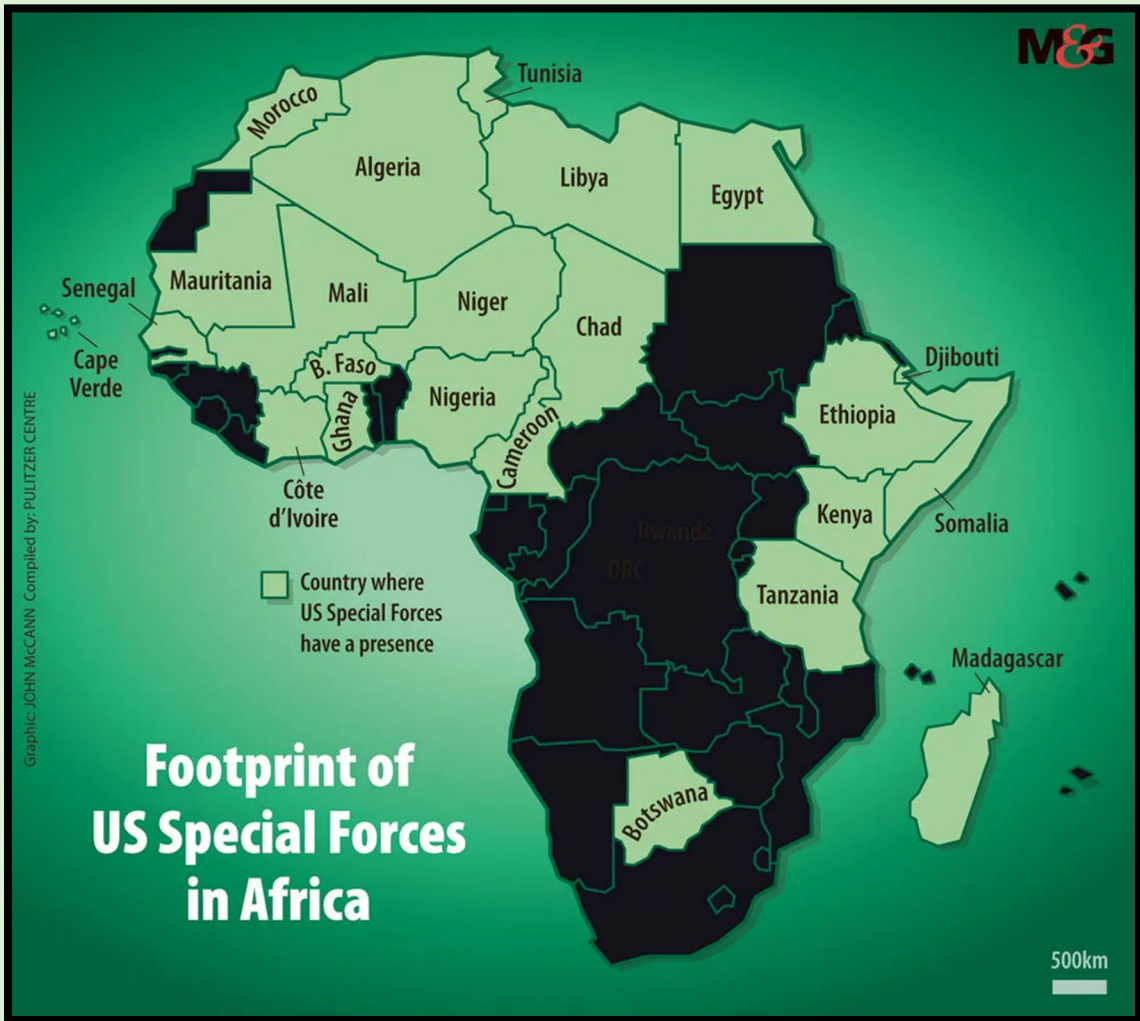 M&G
Tunisia
Morocco
Algeria
Libya
Egypt
Senegal
Mauritania
Mali
Niger
Chad
Cape
Verde
B. Faso
Djibouti
Nigeria
Ghana
Cameroon
Ethiopia
Côte
d'Ivoire
Kenya
Somalia
Rwanda
DRC
Tanzania
Country where
US Special Forces
have a presence
Madagascar
Botswana
Footprint of
US Special Forces
in Africa
500km
Graphic: JOHN McCANN Compiled by: PULITZER CENTRE